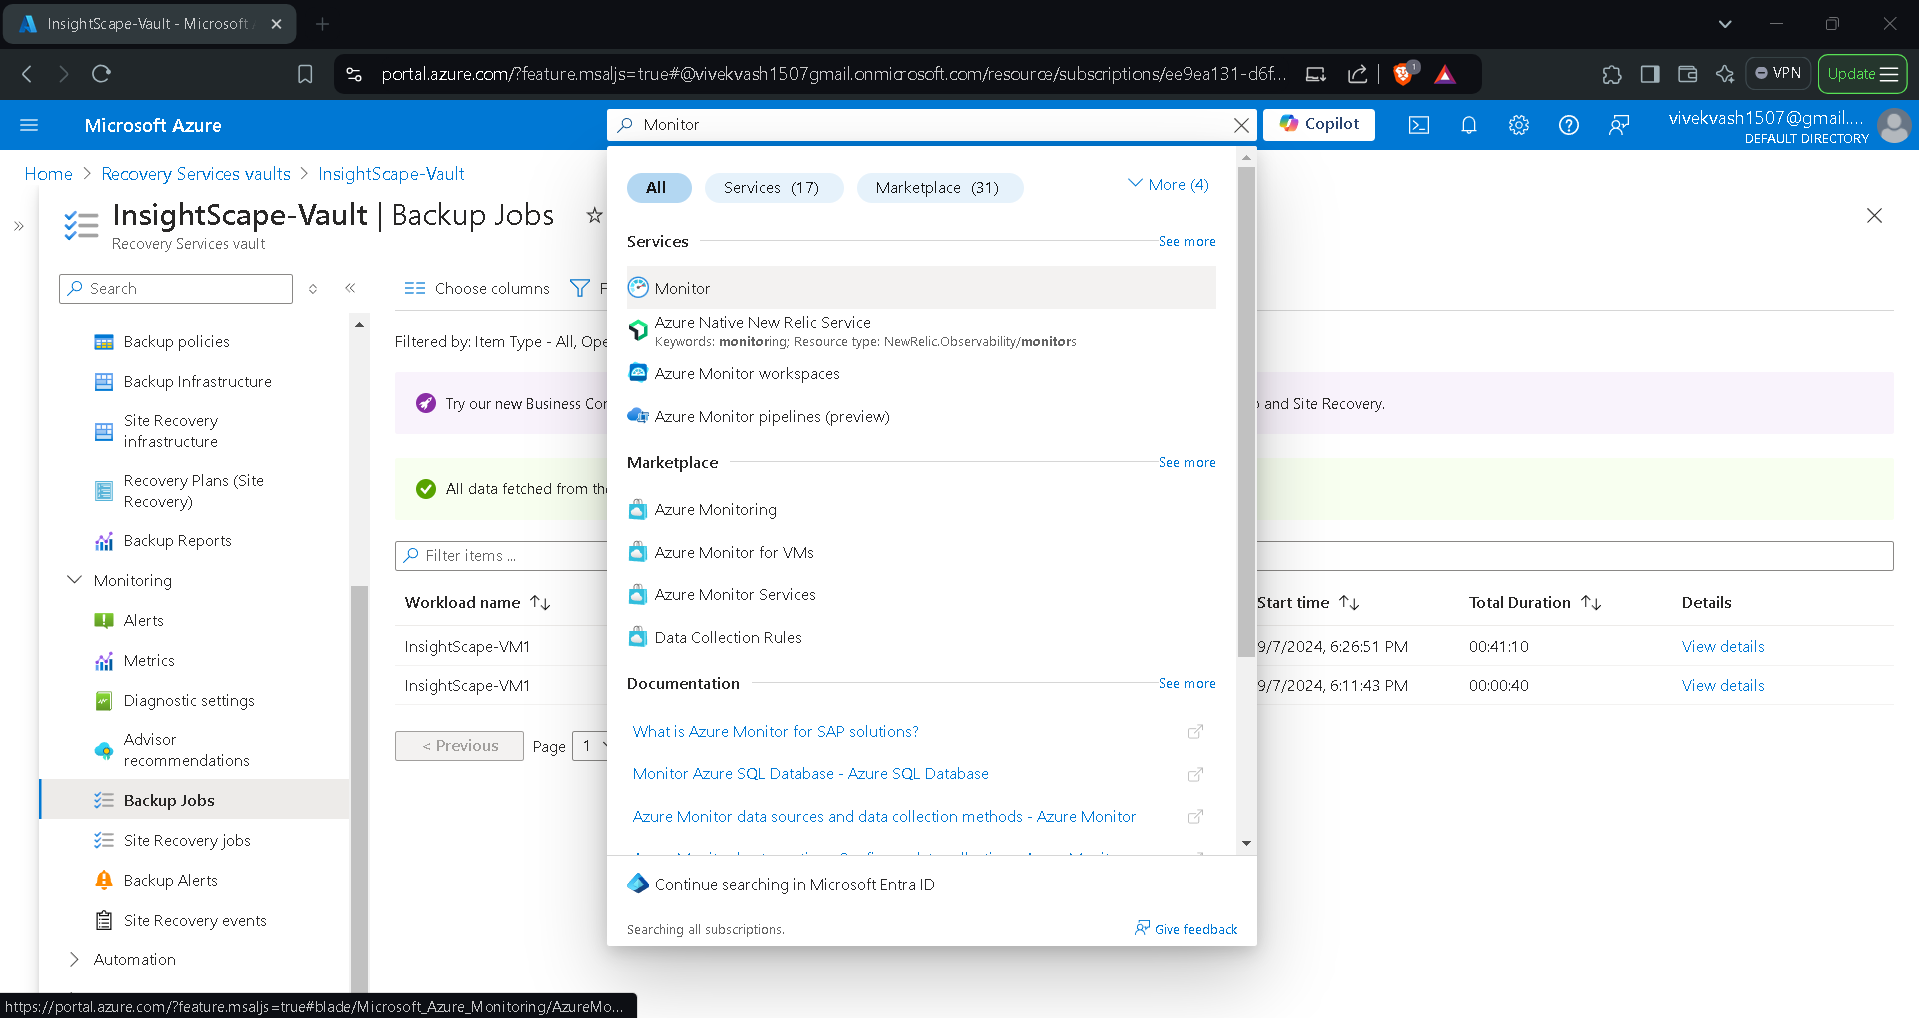 InsightScape-Vault - Microsoft
portal.azure.com/?feature.msaljs=true#@vivekvash1507gmail.onmicrosoft.com/resource/subscriptions/ee9ea131-d6f...
1
VPN
Update
Microsoft Azure
Monitor
Copilot
vivekvash1507@gmail....
DEFAULT DIRECTORY
Home > Recovery Services vaults > InsightScape-Vault
InsightScape-Vault | Backup Jobs
Recovery Services vault
Search
Backup policies
Backup Infrastructure
Site Recovery
infrastructure
Recovery Plans (Site
Recovery)
Backup Reports
Monitoring
Alerts
Metrics
Diagnostic settings
Advisor
recommendations
Backup Jobs
Site Recovery jobs
Backup Alerts
Site Recovery events
Automation
Choose columns
F
Filtered by: Item Type - All, Ope
Try our new Business Cor
and Site Recovery.
All data fetched from the
Filter items ...
Workload name
Start time
Total Duration
Details
InsightScape-VM1
9/7/2024, 6:26:51 PM
00:41:10
View details
InsightScape-VM1
9/7/2024, 6:11:43 PM
00:00:40
View details
< Previous
Page
1
All
Services (17)
Marketplace (31)
More (4)
Services
See more
Monitor
Azure Native New Relic Service
Keywords: monitoring; Resource type: NewRelic.Observability/monitors
Azure Monitor workspaces
Azure Monitor pipelines (preview)
Marketplace
See more
Azure Monitoring
Azure Monitor for VMs
Azure Monitor Services
Data Collection Rules
Documentation
See more
What is Azure Monitor for SAP solutions?
Monitor Azure SQL Database - Azure SQL Database
Azure Monitor data sources and data collection methods - Azure Monitor
Continue searching in Microsoft Entra ID
Searching all subscriptions.
Give feedback
https://portal.azure.com/?feature.msaljs=true#blade/Microsoft_Azure_Monitoring/AzureMo...